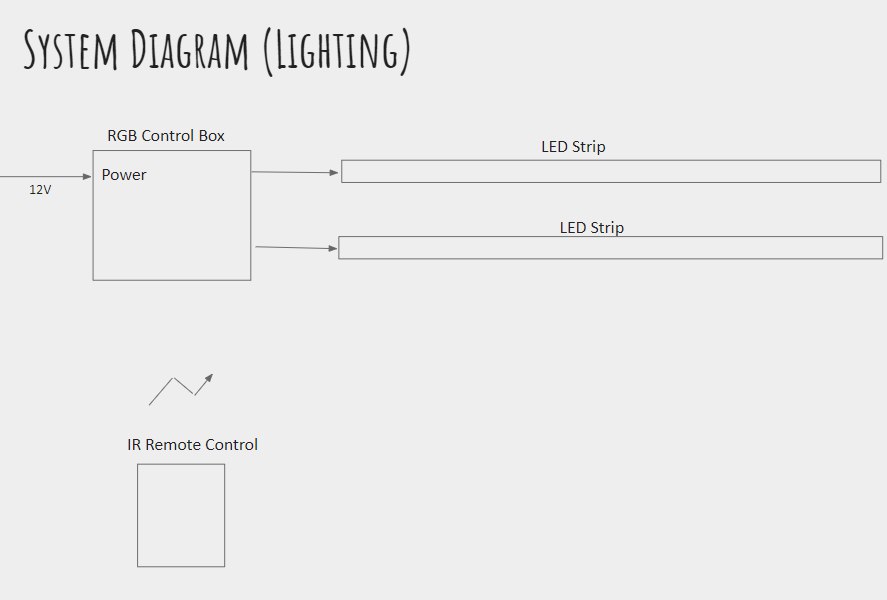 System Diagram (Lighting)
RGB Control Box
LED Strip
Power
12V
LED Strip
IR Remote Control